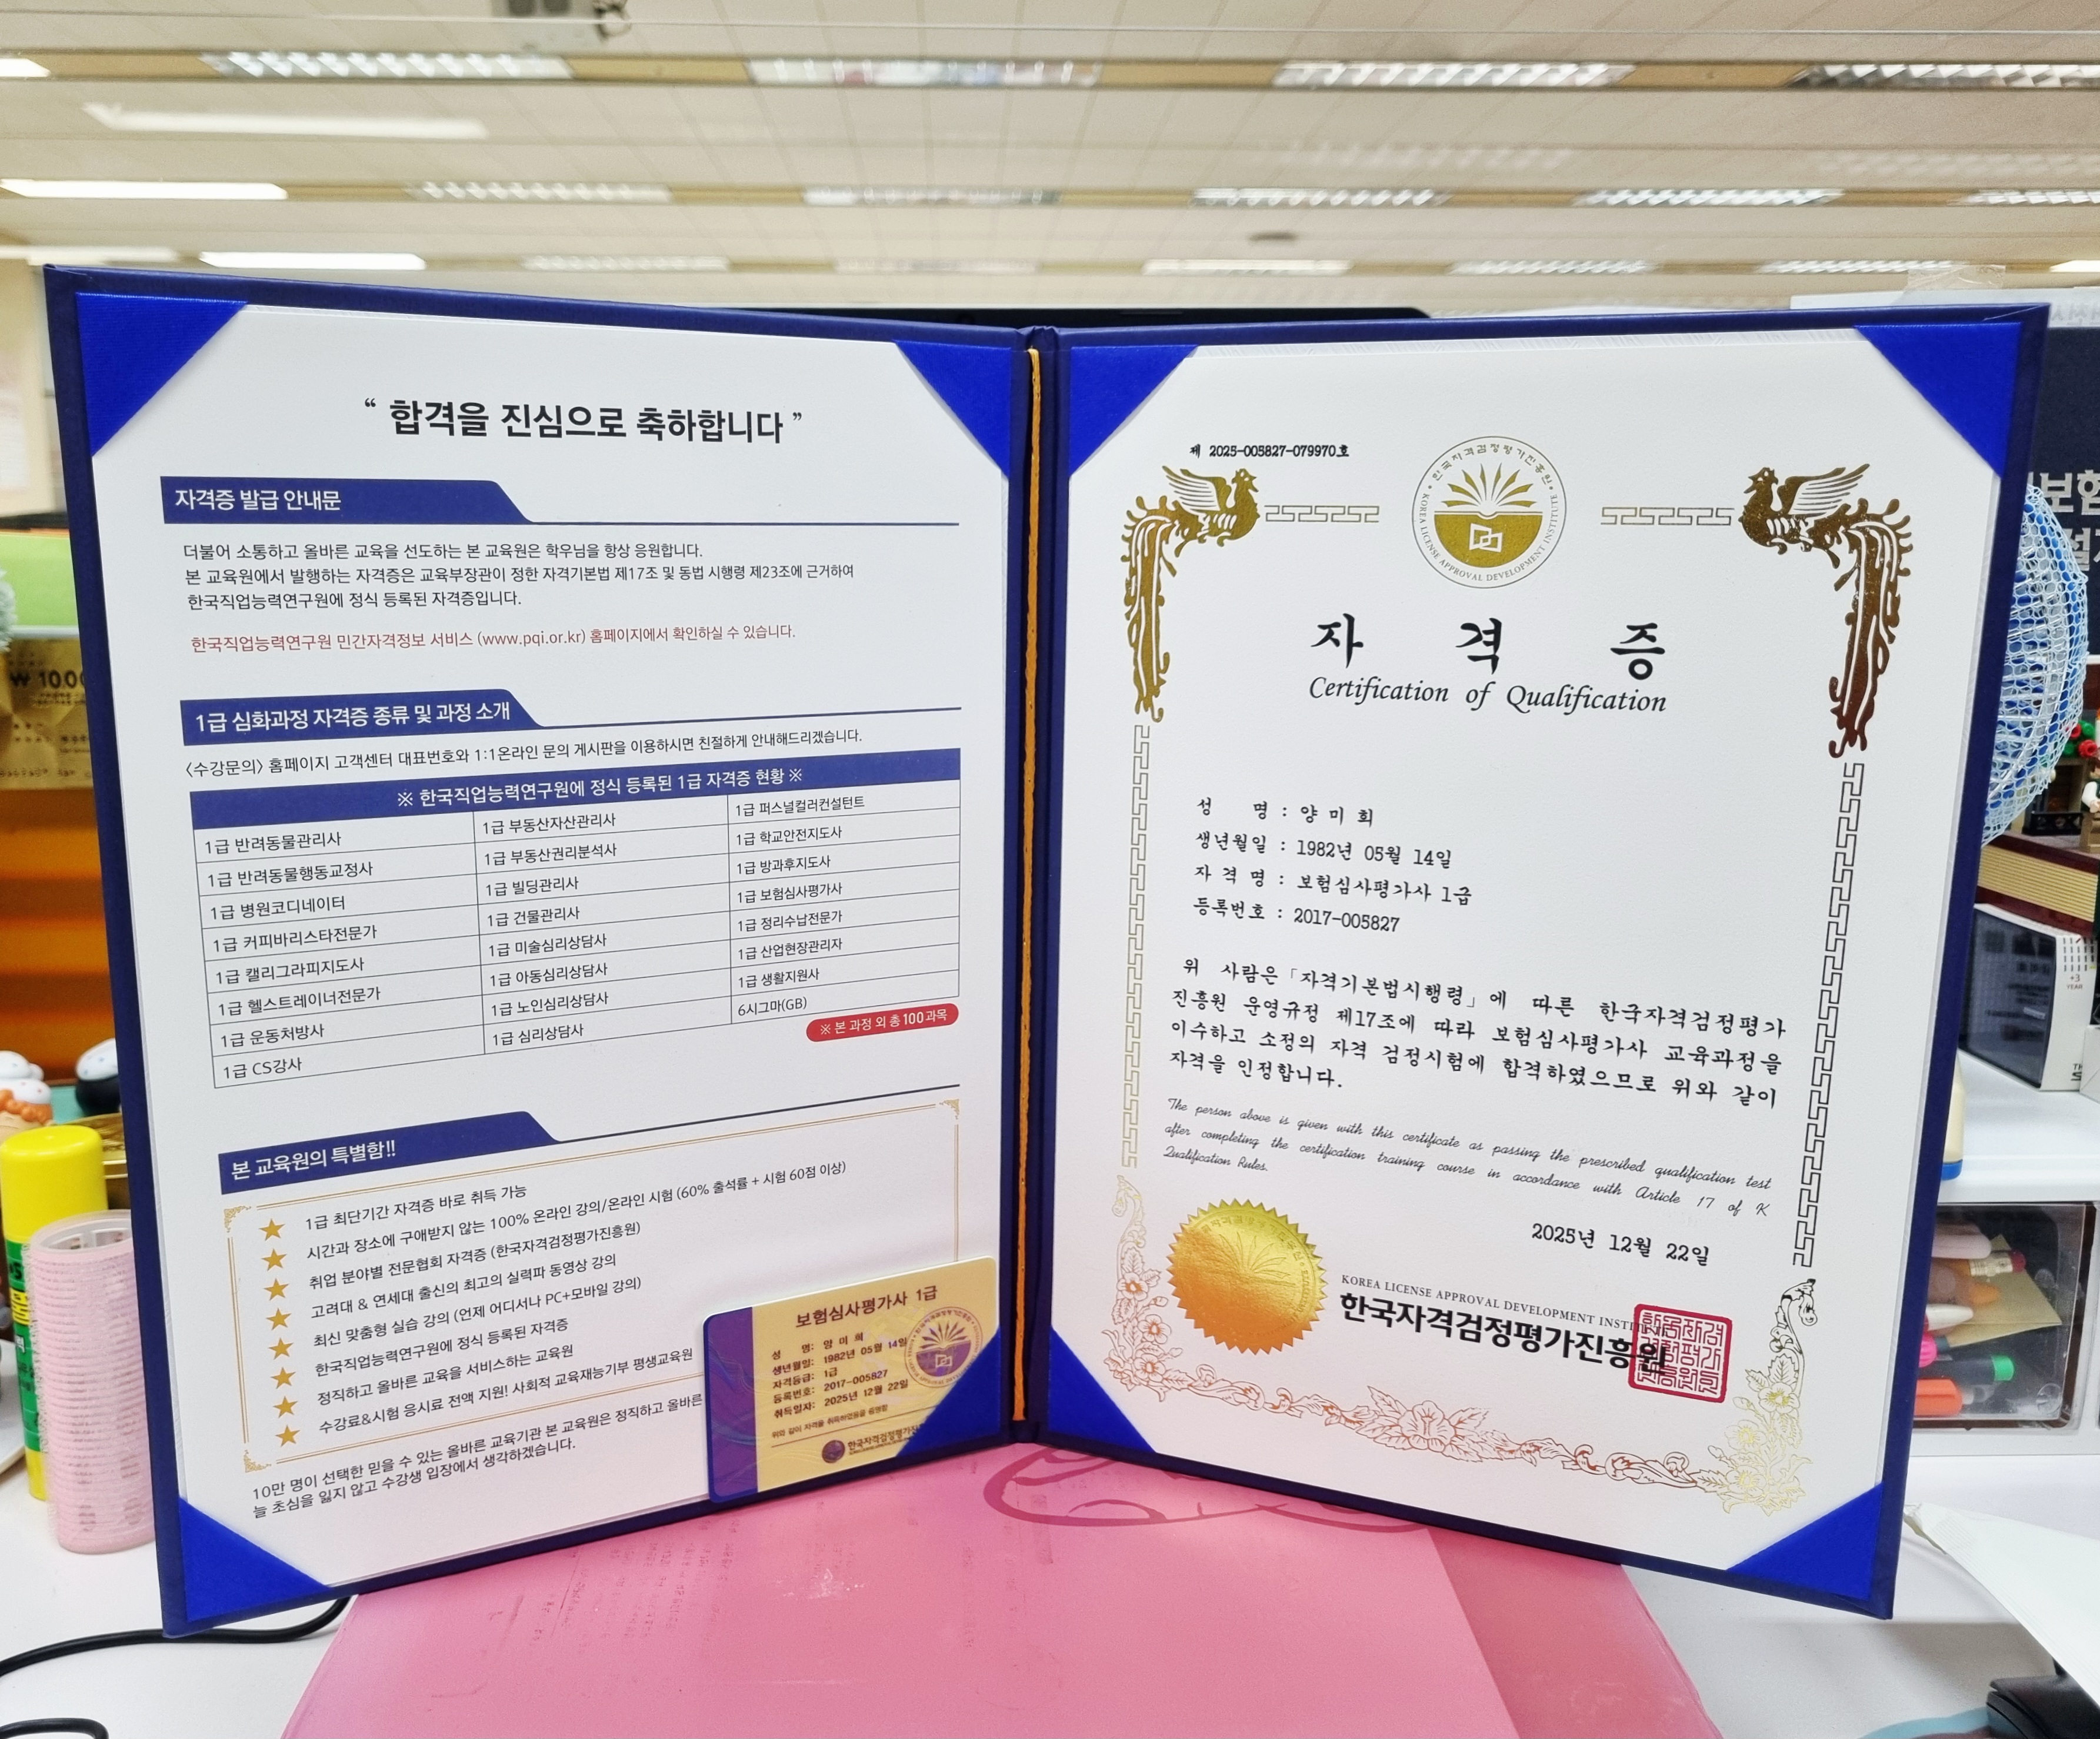 “ 합격을 진심으로 축하합니다 ”
자격증 발급 안내문
더불어 소통하고 올바른 교육을 선도하는 본 교육원은 학우님을 항상 응원합니다.
본 교육원에서 발행하는 자격증은 교육부장관이 정한 자격기본법 제17조 및 동법 시행령 제23조에 근거하여
한국직업능력연구원에 정식 등록된 자격증입니다.
한국직업능력연구원 민간자격정보 서비스 (www.pqi.or.kr) 홈페이지에서 확인하실 수 있습니다.
1급 심화과정 자격증 종류 및 과정 소개
〈수강문의〉 홈페이지 고객센터 대표번호와 1:1온라인 문의 게시판을 이용하시면 친절하게 안내해드리겠습니다.
※ 한국직업능력연구원에 정식 등록된 1급 자격증 현황 ※
1급 반려동물관리사 1급 부동산자산관리사 1급 퍼스널컬러컨설턴트
1급 반려동물행동교정사 1급 부동산권리분석사 1급 학교안전지도사
1급 병원코디네이터 1급 빌딩관리사 1급 방과후지도사
1급 커피바리스타전문가 1급 건물관리사 1급 보험심사평가사
1급 캘리그라피지도사 1급 미술심리상담사 1급 정리수납전문가
1급 헬스트레이너전문가 1급 아동심리상담사 1급 산업현장관리자
1급 운동처방사 1급 노인심리상담사 1급 생활지원사
1급 CS강사 1급 심리상담사 6시그마(GB)
※ 본 과정 외 총100과목
본 교육원의 특별함!!
1급 최단기간 자격증 바로 취득 가능
시간과 장소에 구애받지 않는 100% 온라인 강의/온라인 시험 (60% 출석률 + 시험 60점 이상)
취업 분야별 전문협회 자격증 (한국자격검정평가진흥원)
고려대 & 연세대 출신의 최고의 실력파 동영상 강의
최신 맞춤형 실습 강의 (언제 어디서나 PC+모바일 강의)
한국직업능력연구원에 정식 등록된 자격증
정직하고 올바른 교육을 서비스하는 교육원
수강료&시험 응시료 전액 지원! 사회적 교육재능기부 평생교육원
10만 명이 선택한 믿을 수 있는 올바른 교육기관 본 교육원은 정직하고 올바른
늘 초심을 잃지 않고 수강생 입장에서 생각하겠습니다.
보험심사평가사 1급
성 명: 양 미 희
생년월일: 1982년 05월 14일
자격등급: 1급
등록번호: 2017-005827
취득일자: 2025년 12월 22일
위와 같이 자격을 취득하였음을 증명함
한국자격검정평가진
제 2025-005827-079970호
한국자격검정평가진흥원
KOREA LICENSE APPROVAL DEVELOPMENT INSTITUTE
자 격 증
Certification of Qualification
성 명 : 양 미 희
생년월일 : 1982년 05월 14일
자 격 명 : 보험심사평가사 1급
등록번호 : 2017-005827
위 사람은「자격기본법시행령」에 따른 한국자격검정평가
진흥원 운영규정 제17조에 따라 보험심사평가사 교육과정을
이수하고 소정의 자격 검정시험에 합격하였으므로 위와 같이
자격을 인정합니다.
The person above is given with this certificate as passing the prescribed qualification test
after completing the certification training course in accordance with Article 17 of K
Qualification Rules.
2025년 12월 22일
KOREA LICENSE APPROVAL DEVELOPMENT INSTITUTE
한국자격검정평가진흥원
₩ 10,00
보험